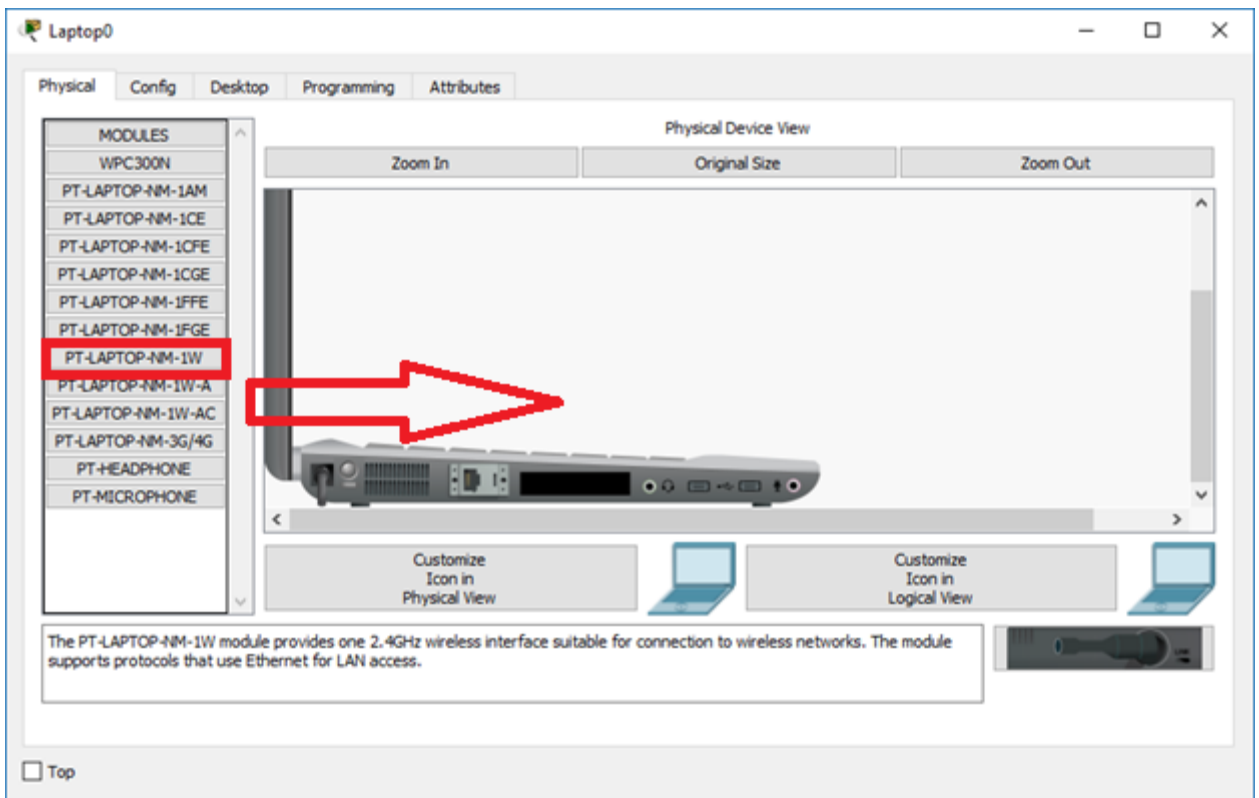 Laptop0
Physical Config Desktop Programming Attributes
MODULES
WPC300N
PT-LAPTOP-NM-1AM
PT-LAPTOP-NM-1CE
PT-LAPTOP-NM-1CFE
PT-LAPTOP-NM-1CGE
PT-LAPTOP-NM-1FFE
PT-LAPTOP-NM-1FGE
PT-LAPTOP-NM-1W
PT-LAPTOP-NM-1W-A
PT-LAPTOP-NM-1W-AC
PT-LAPTOP-NM-3G/4G
PT-HEADPHONE
PT-MICROPHONE
Physical Device View
Zoom In Original Size Zoom Out
Customize
Icon in
Physical View
Customize
Icon in
Logical View
The PT-LAPTOP-NM-1W module provides one 2.4GHz wireless interface suitable for connection to wireless networks. The module
supports protocols that use Ethernet for LAN access.
Top